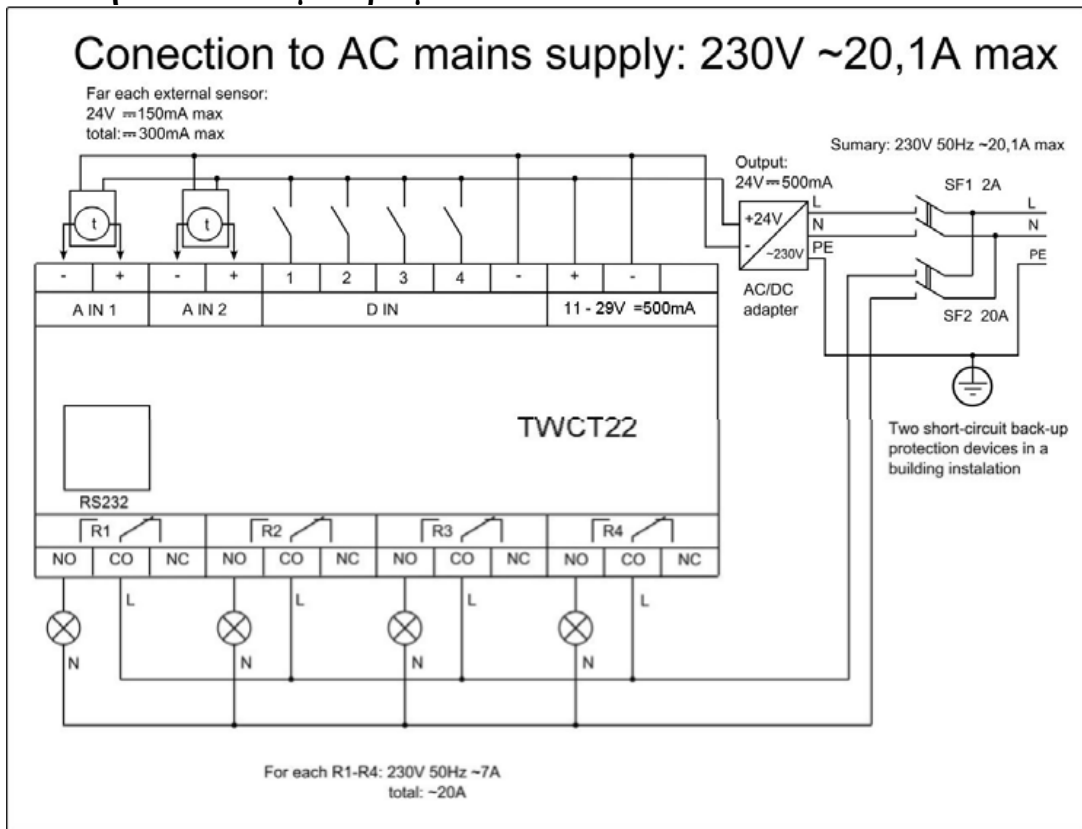 Conection to AC mains supply: 230V ~20,1A max
Far each external sensor:
24V ⎓150mA max
total:⎓300mA max
Sumary: 230V 50Hz ~20,1A max
Output:
24V⎓500mA
SF1 2A
L
L
+24V
N
N
t
t
-
~230V
PE
PE
- + - + 1 2 3 4 - + -
AC/DC
adapter
A IN 1 A IN 2 D IN 11 - 29V =500mA
SF2 20A
TWCT22
Two short-circuit back-up
protection devices in a
building instalation
RS232
R1 R2 R3 R4
NO CO NC NO CO NC NO CO NC NO CO NC
L L L L
N N N N
For each R1-R4: 230V 50Hz ~7A
total: ~20A